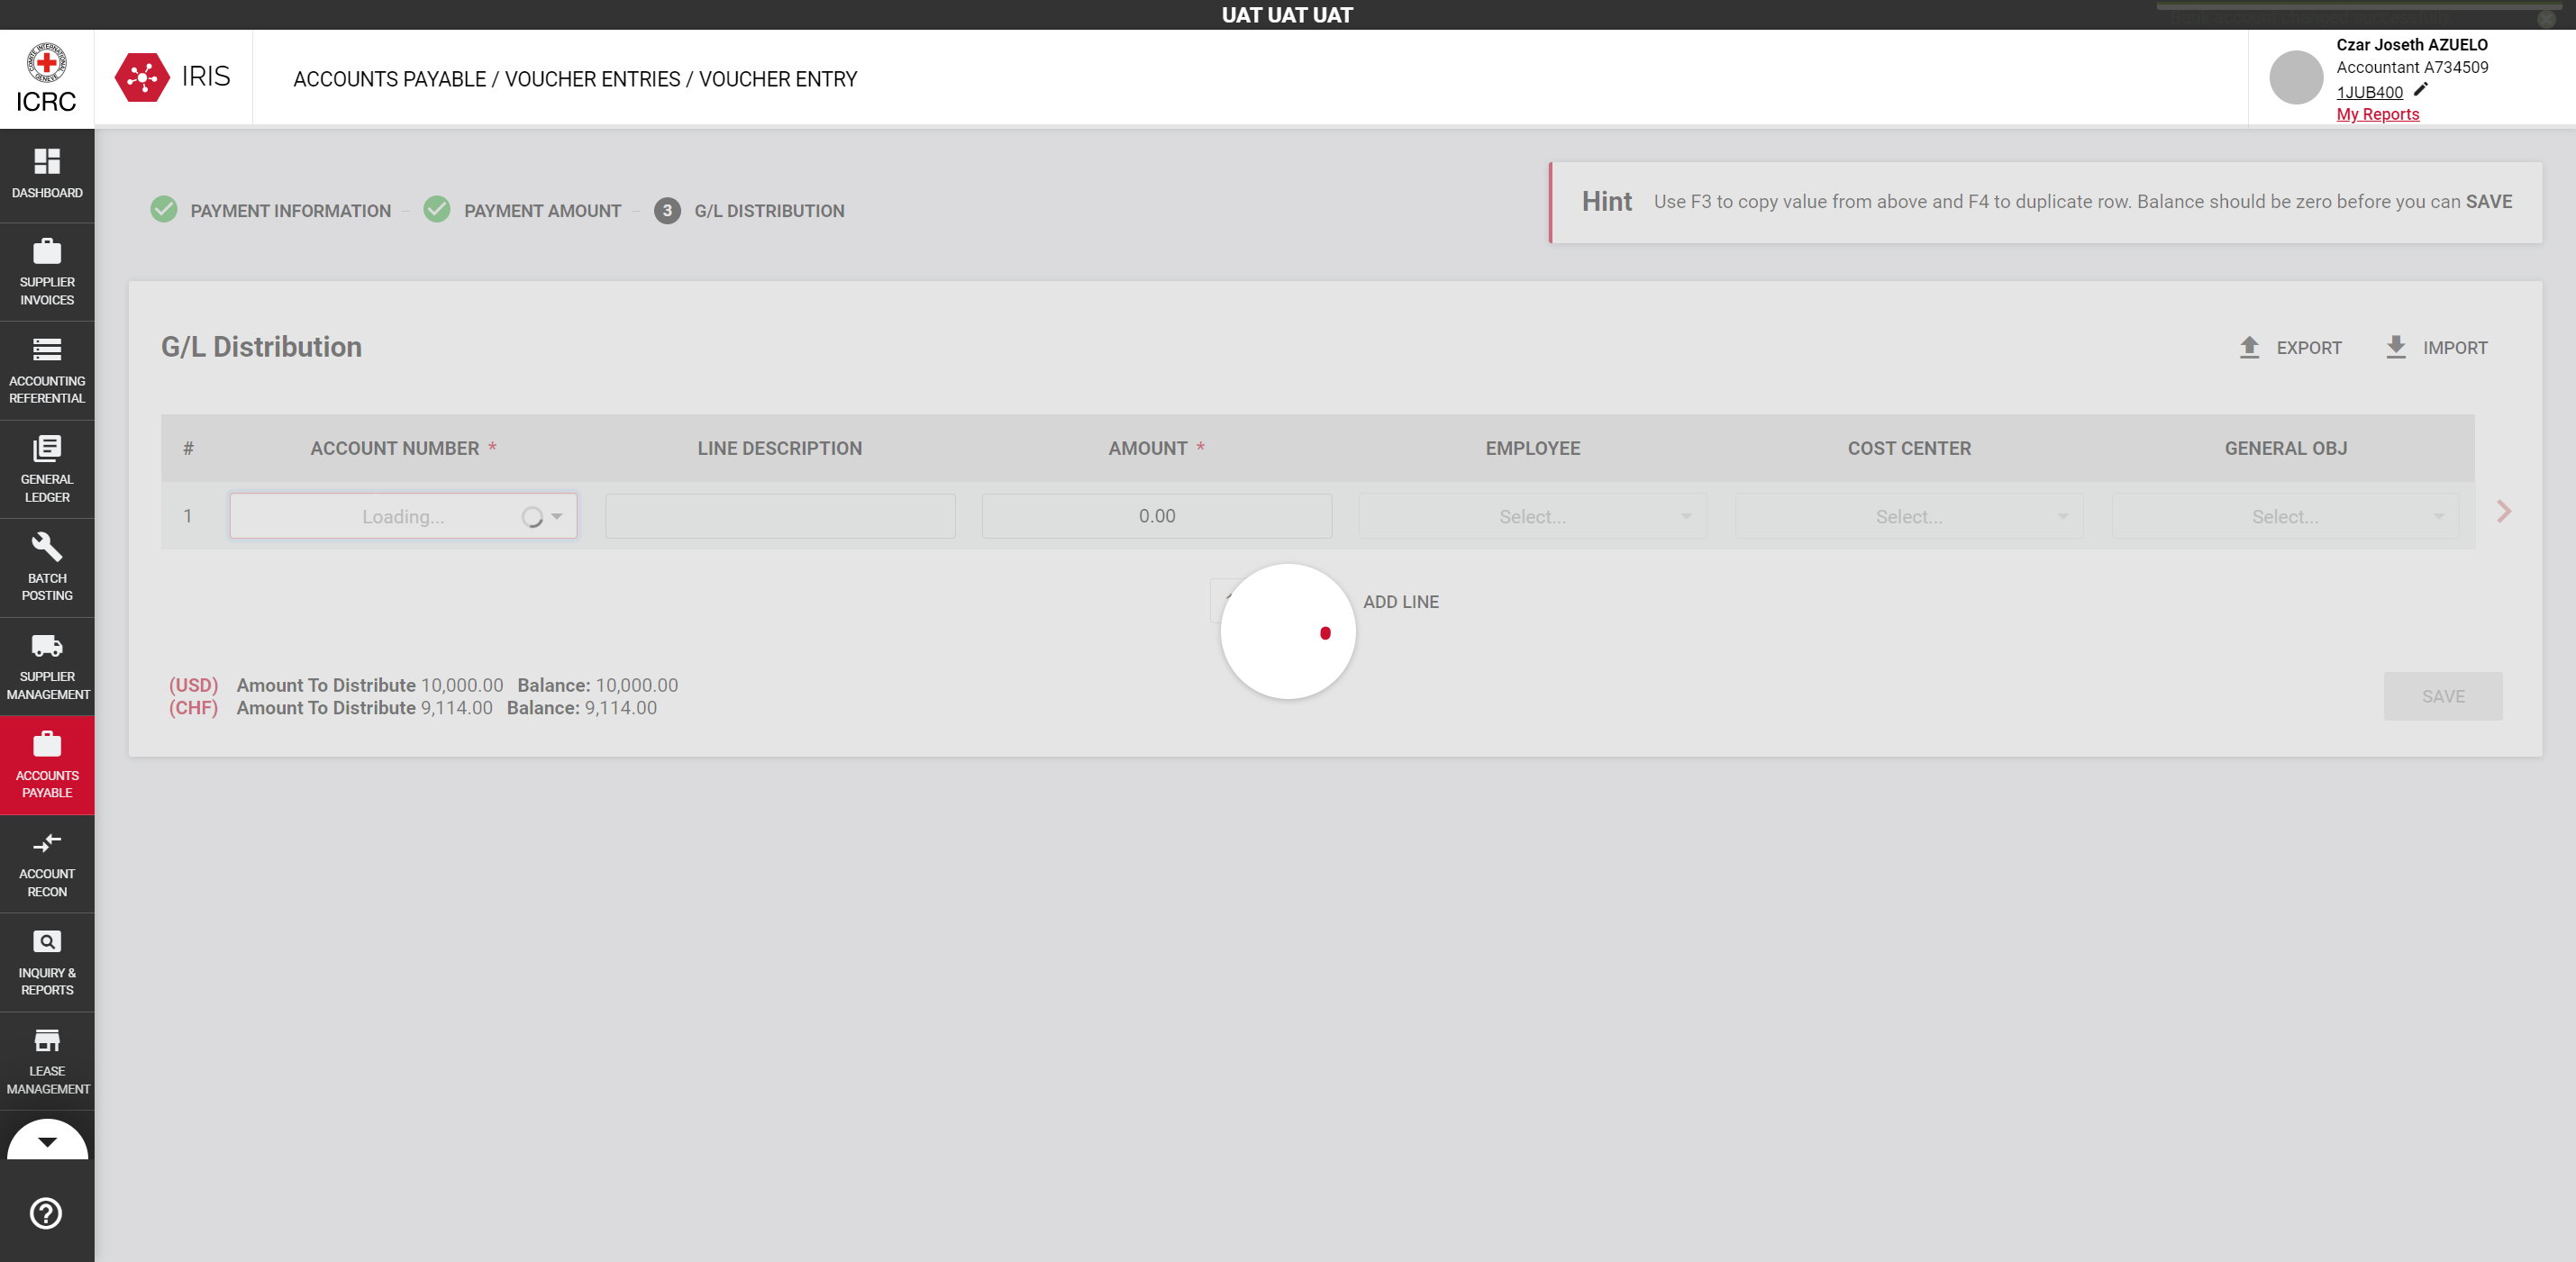 UAT UAT UAT
ICRC
IRIS
ACCOUNTS PAYABLE / VOUCHER ENTRIES / VOUCHER ENTRY
Czar Joseth AZUELO
Accountant A734509
1JUB400
My Reports
DASHBOARD
SUPPLIER
INVOICES
ACCOUNTING
REFERENTIAL
GENERAL
LEDGER
BATCH
POSTING
SUPPLIER
MANAGEMENT
ACCOUNTS
PAYABLE
ACCOUNT
RECON
INQUIRY &
REPORTS
LEASE
MANAGEMENT
PAYMENT INFORMATION
PAYMENT AMOUNT
3 G/L DISTRIBUTION
Hint Use F3 to copy value from above and F4 to duplicate row. Balance should be zero before you can SAVE
G/L Distribution
EXPORT
IMPORT
# ACCOUNT NUMBER * LINE DESCRIPTION AMOUNT * EMPLOYEE COST CENTER GENERAL OBJ
1 Loading... 0.00 Select... Select... Select...
ADD LINE
(USD) Amount To Distribute 10,000.00 Balance: 10,000.00
(CHF) Amount To Distribute 9,114.00 Balance: 9,114.00
SAVE